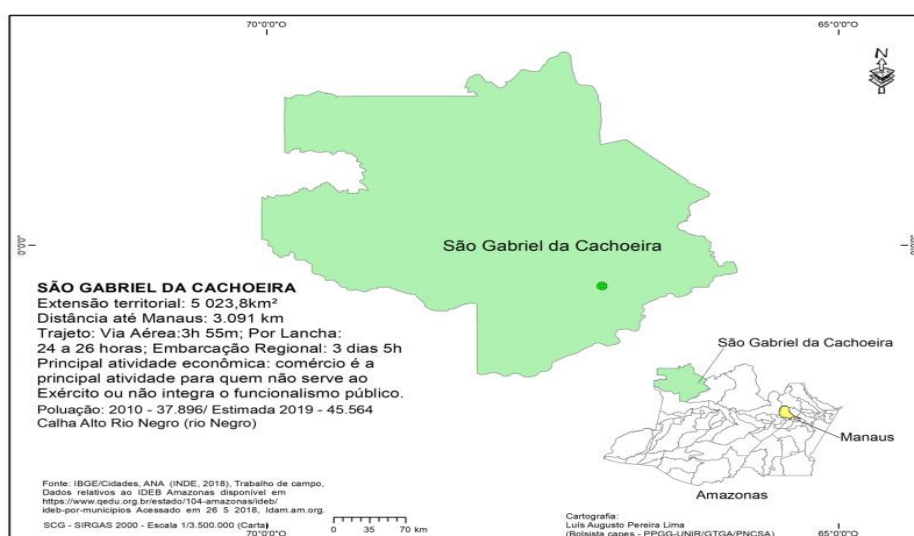 70°0'0"O
65°0'0"O
N
0°0'0"
São Gabriel da Cachoeira
SÃO GABRIEL DA CACHOEIRA
Extensão territorial: 5 023,8km²
Distância até Manaus: 3.091 km
Trajeto: Via Aérea:3h 55m; Por Lancha:
24 a 26 horas; Embarcação Regional: 3 dias 5h
Principal atividade econômica: comércio é a
principal atividade para quem não serve ao
Exército ou não integra o funcionalismo público.
Poluação: 2010 - 37.896/ Estimada 2019 - 45.564
Calha Alto Rio Negro (rio Negro)
São Gabriel da Cachoeira
Manaus
Amazonas
Fonte: IBGE/Cidades, ANA (INDE, 2018), Trabalho de campo,
Dados relativos ao IDEB Amazonas disponível em
https://www.qedu.org.br/estado/104-amazonas/ideb/
ideb-por-municipios Acessado em 26 5 2018, Idam.am.org.
SCG - SIRGAS 2000 - Escala 1/3.500.000 (Carta)
0 35 70 km
Cartografia:
Luís Augusto Pereira Lima
(Bolsista capes - PPGG-UNIR/GTGA/PNCSA)
70°0'0"O
65°0'0"O